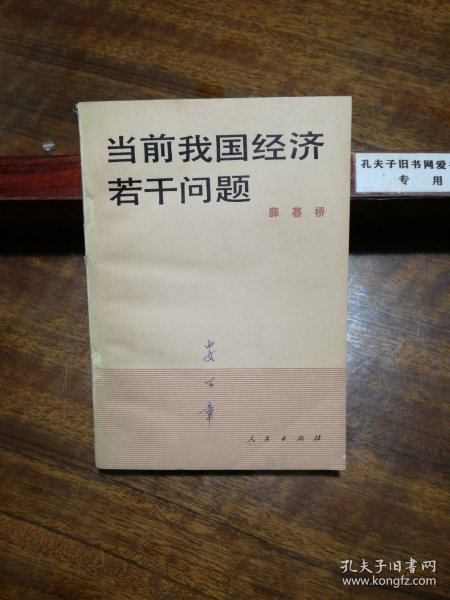 当前我国经济
若干问题
薛暮桥
人民出版社
孔夫子旧书网爱
专用
孔夫子旧书网
www.kongfz.com